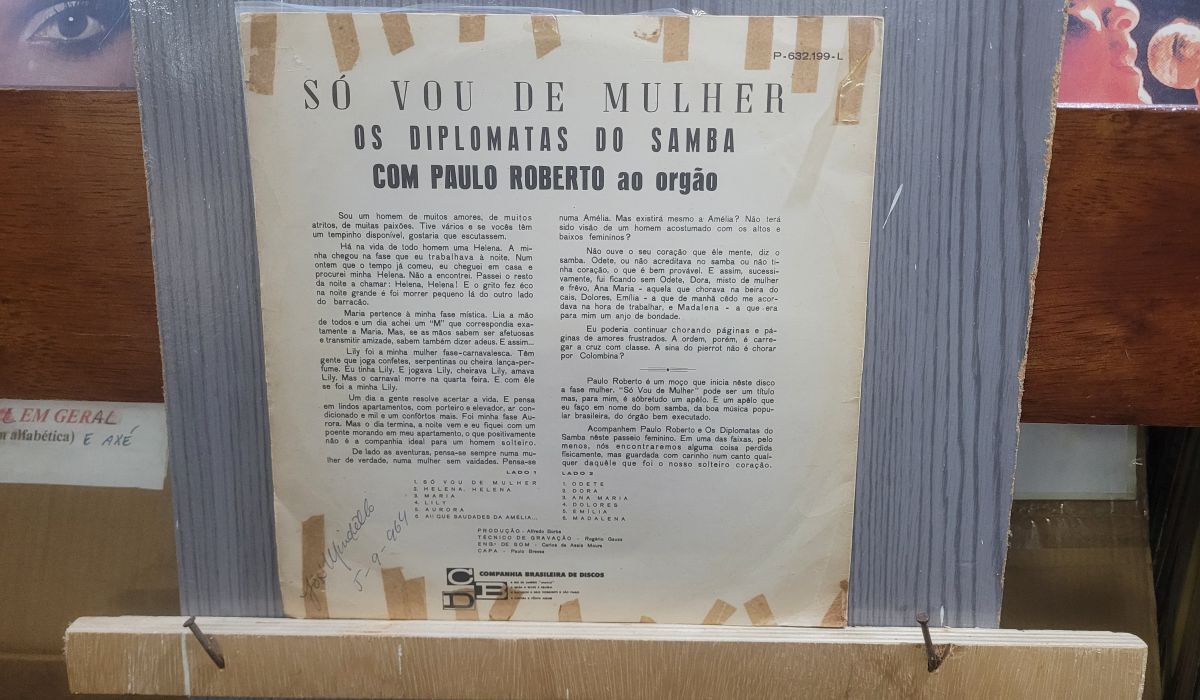 P-632.199-L
SÓ VOU DE MULHER
OS DIPLOMATAS DO SAMBA
COM PAULO ROBERTO ao orgão
Sou um homem de muitos amores, de muitos
atritos, de muitas paixões. Tive vários e se vocês têm
um tempinho disponível, gostaria que escutassem.
Há na vida de todo homem uma Helena. A mi-
nha chegou na fase que eu trabalhava à noite. Num
ontem que o tempo já comeu, eu cheguei em casa e
procurei minha Helena. Não a encontrei. Passei o resto
da noite a chamar: Helena, Helena! E o grito fez éco
na noite grande é foi morrer pequeno lá do outro lado
do barracão.
Maria pertence à minha fase mística. Lia a mão
de todos e um dia achei um "M" que correspondia exa-
tamente a Maria. Mas, se as mãos sabem ser afetuosas
e transmitir amizade, sabem também dizer adeus. E assim...
Lily foi a minha mulher fase-carnavalesca. Têm
gente que joga confetes, serpentinas ou cheira lança-per-
fume. Eu tinha Lily. E jogava Lily, cheirava Lily, amava
Lily. Mas o carnaval morre na quarta feira. E com êle
se foi a minha Lily.
Um dia a gente resolve acertar a vida. E pensa
em lindos apartamentos, com porteiro e elevador, ar con-
dicionado e mil e um confôrtos mais. Foi minha fase Au-
rora. Mas o dia termina, a noite vem e eu fiquei com um
poente morando em meu apartamento, o que positivamente
não é a companhia ideal para um homem solteiro.
De lado as aventuras, pensa-se sempre numa mu-
lher de verdade, numa mulher sem vaidades. Pensa-se
numa Amélia. Mas existirá mesmo a Amélia? Não terá
sido visão de um homem acostumado com os altos e
baixos femininos?
Não ouve o seu coração que êle mente, diz o
samba. Odete, ou não acreditava no samba ou não ti-
nha coração, o que é bem provável. E assim, sucessi-
vamente, fui ficando sem Odete, Dora, misto de mulher
e frêvo, Ana Maria - aquela que chorava na beira do
cais, Dolores, Emília - a que de manhã cêdo me acor-
dava na hora de trabalhar, e Madalena - a que era
para mim um anjo de bondade.
Eu poderia continuar chorando páginas e pá-
ginas de amores frustrados. A ordem, porém, é carre-
gar a cruz com classe. A sina do pierrot não é chorar
por Colombina?
Paulo Roberto é um moço que inicia nêste disco
a fase mulher. "Só Vou de Mulher" pode ser um título
mas, para mim, é sôbretudo um apêlo. E um apêlo que
eu faço em nome do bom samba, da boa música popu-
lar brasileira, do órgão bem executado.
Acompanhem Paulo Roberto e Os Diplomatas do
Samba nêste passeio feminino. Em uma das faixas, pelo
menos, nós encontraremos alguma coisa perdida
físicamente, mas guardada com carinho num canto qual-
quer daquêle que foi o nosso solteiro coração.
LADO 1
1. SÓ VOU DE MULHER
2. HELENA, HELENA
3. MARIA
4. LILY
5. AURORA
6. AI! QUE SAUDADES DA AMÉLIA...
LADO 2
1. ODETE
2. DORA
3. ANA MARIA
4. DOLORES
5. EMÍLIA
6. MADALENA
PRODUÇÃO - Alfredo Borba
TÉCNICO DE GRAVAÇÃO - Rogério Gauss
ENG.º DE SOM - Carlos de Assis Moura
CAPA - Paulo Bressa
5-9-964
CBD
COMPANHIA BRASILEIRA DE DISCOS
EM GERAL
alfabética) E AXÉ